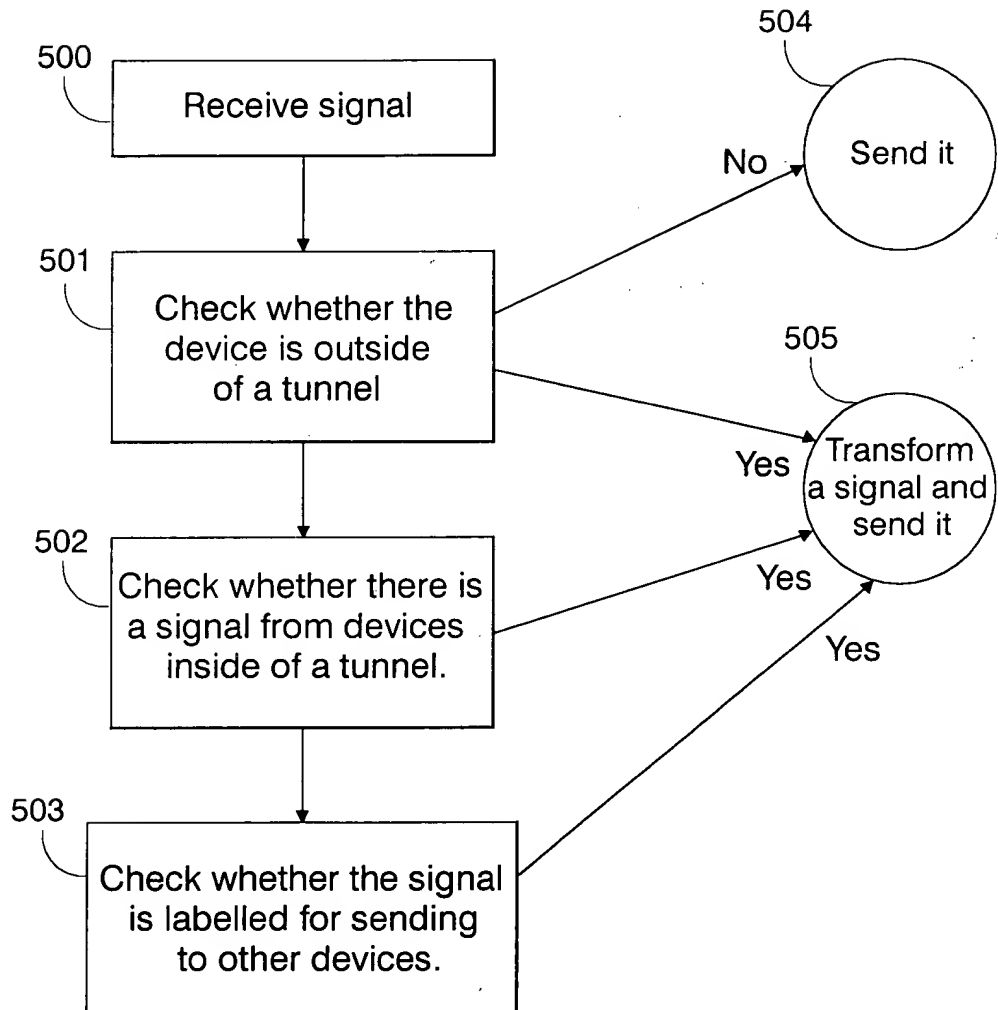 500
Receive signal
504
Send it
No
501
Check whether the
device is outside
of a tunnel
505
Transform
a signal and
send it
Yes
502
Check whether there is
a signal from devices
inside of a tunnel.
Yes
Yes
503
Check whether the signal
is labelled for sending
to other devices.